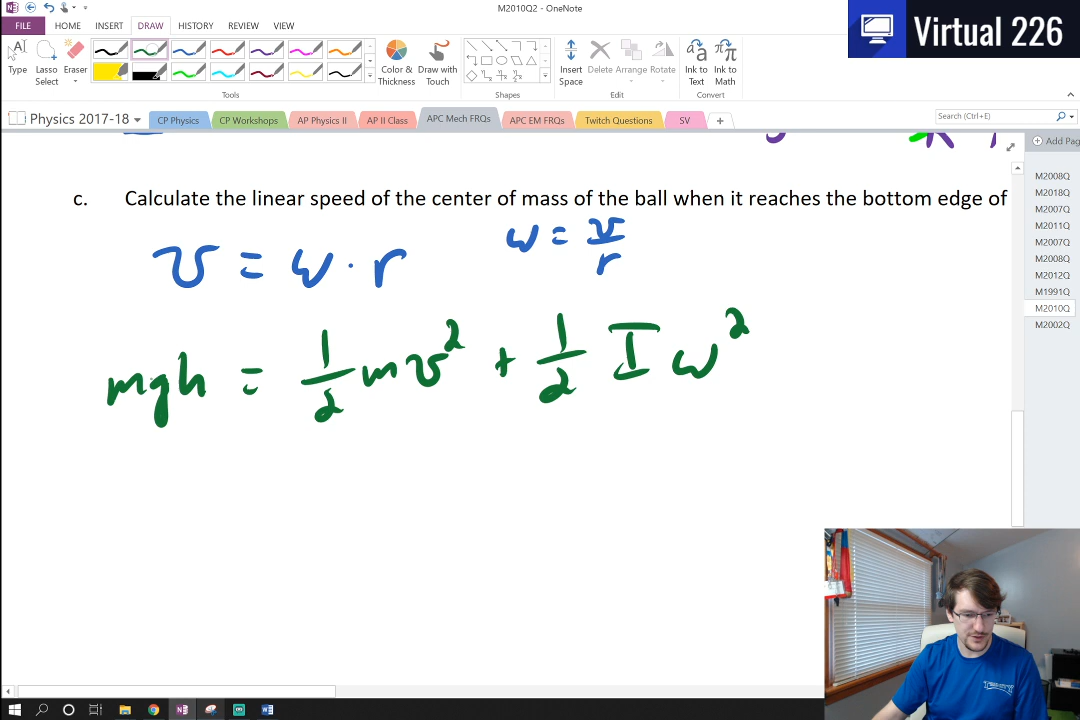 M2010Q2 - OneNote
FILE HOME INSERT DRAW HISTORY REVIEW VIEW
Virtual 226
Type Lasso Select Eraser Color & Thickness Draw with Touch Insert Space Delete Arrange Rotate Ink to Text Ink to Math
Tools Shapes Edit Convert
Physics 2017-18 CP Physics CP Workshops AP Physics II AP II Class APC Mech FRQs APC EM FRQs Twitch Questions SV Search (Ctrl+E)
Add Pag
c. Calculate the linear speed of the center of mass of the ball when it reaches the bottom edge of
v = ω · r
ω = v/r
mgh = 1/2 mv² + 1/2 I ω²
M2008Q
M2018Q
M2007Q
M2011Q
M2007Q
M2008Q
M2012Q
M1991Q
M2010Q
M2002Q